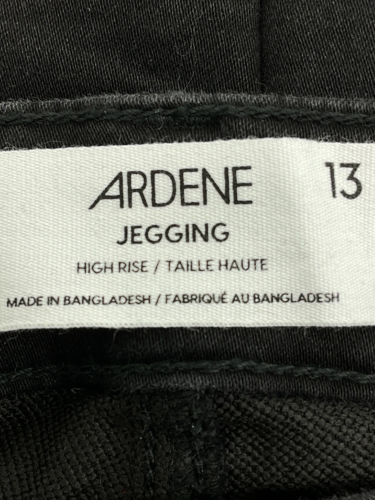 ARDENE 13
JEGGING
HIGH RISE / TAILLE HAUTE
MADE IN BANGLADESH / FABRIQUÉ AU BANGLADESH